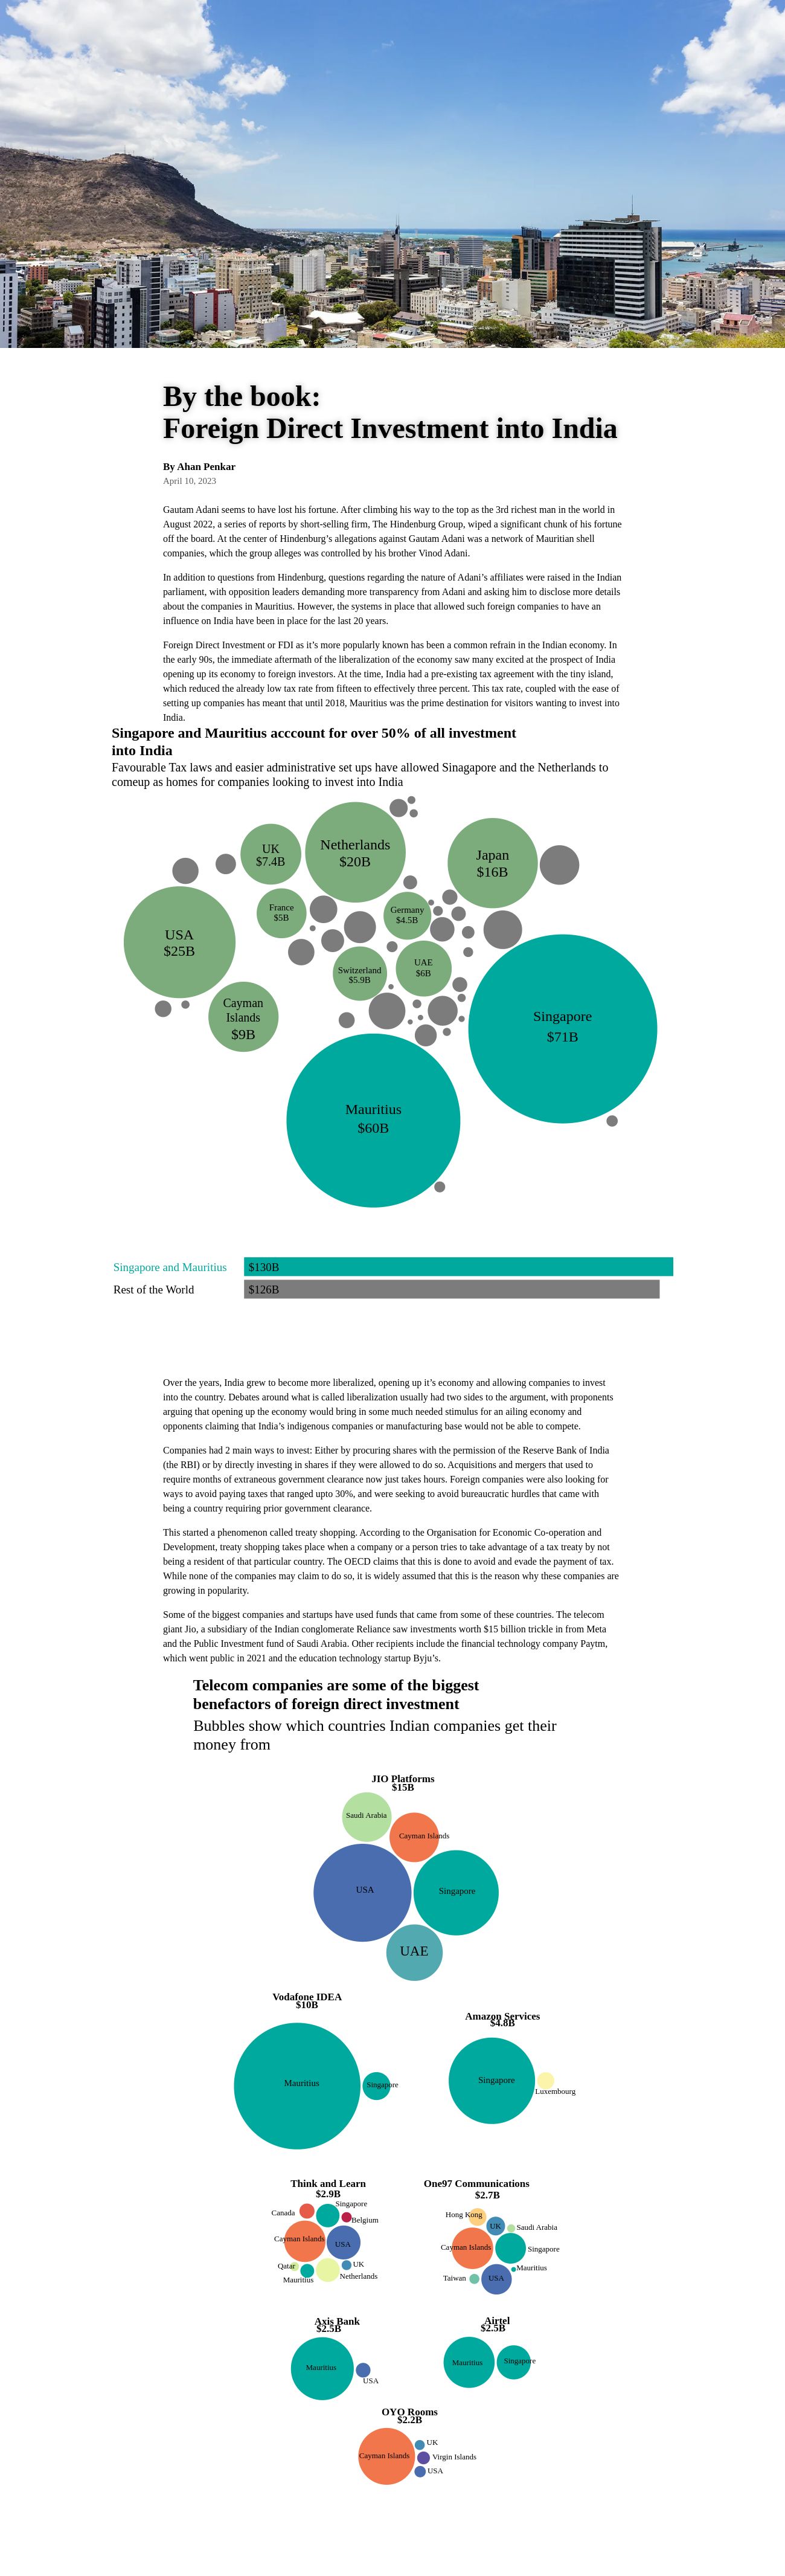 By the book:
Foreign Direct Investment into India
By Ahan Penkar
April 10, 2023
Gautam Adani seems to have lost his fortune. After climbing his way to the top as the 3rd richest man in the world in
August 2022, a series of reports by short-selling firm, The Hindenburg Group, wiped a significant chunk of his fortune
off the board. At the center of Hindenburg's allegations against Gautam Adani was a network of Mauritian shell
companies, which the group alleges was controlled by his brother Vinod Adani.
In addition to questions from Hindenburg, questions regarding the nature of Adani's affiliates were raised in the Indian
parliament, with opposition leaders demanding more transparency from Adani and asking him to disclose more details
about the companies in Mauritius. However, the systems in place that allowed such foreign companies to have an
influence on India have been in place for the last 20 years.
Foreign Direct Investment or FDI as it's more popularly known has been a common refrain in the Indian economy. In
the early 90s, the immediate aftermath of the liberalization of the economy saw many excited at the prospect of India
opening up its economy to foreign investors. At the time, India had a pre-existing tax agreement with the tiny island,
which reduced the already low tax rate from fifteen to effectively three percent. This tax rate, coupled with the ease of
setting up companies has meant that until 2018, Mauritius was the prime destination for visitors wanting to invest into
India.
Singapore and Mauritius acccount for over 50% of all investment
into India
Favourable Tax laws and easier administrative set ups have allowed Sinagapore and the Netherlands to
comeup as homes for companies looking to invest into India
UK
$7.4B
Netherlands
$20B
Japan
$16B
France
$5B
Germany
$4.5B
USA
$25B
Switzerland
$5.9B
UAE
$6B
Cayman
Islands
$9B
Singapore
$71B
Mauritius
$60B
Singapore and Mauritius
$130B
Rest of the World
$126B
Over the years, India grew to become more liberalized, opening up it's economy and allowing companies to invest
into the country. Debates around what is called liberalization usually had two sides to the argument, with proponents
arguing that opening up the economy would bring in some much needed stimulus for an ailing economy and
opponents claiming that India's indigenous companies or manufacturing base would not be able to compete.
Companies had 2 main ways to invest: Either by procuring shares with the permission of the Reserve Bank of India
(the RBI) or by directly investing in shares if they were allowed to do so. Acquisitions and mergers that used to
require months of extraneous government clearance now just takes hours. Foreign companies were also looking for
ways to avoid paying taxes that ranged upto 30%, and were seeking to avoid bureaucratic hurdles that came with
being a country requiring prior government clearance.
This started a phenomenon called treaty shopping. According to the Organisation for Economic Co-operation and
Development, treaty shopping takes place when a company or a person tries to take advantage of a tax treaty by not
being a resident of that particular country. The OECD claims that this is done to avoid and evade the payment of tax.
While none of the companies may claim to do so, it is widely assumed that this is the reason why these companies are
growing in popularity.
Some of the biggest companies and startups have used funds that came from some of these countries. The telecom
giant Jio, a subsidiary of the Indian conglomerate Reliance saw investments worth $15 billion trickle in from Meta
and the Public Investment fund of Saudi Arabia. Other recipients include the financial technology company Paytm,
which went public in 2021 and the education technology startup Byju's.
Telecom companies are some of the biggest
benefactors of foreign direct investment
Bubbles show which countries Indian companies get their
money from
JIO Platforms
$15B
Saudi Arabia
Cayman Islands
USA
Singapore
UAE
Vodafone IDEA
$10B
Mauritius
Singapore
Amazon Services
$4.8B
Singapore
Luxembourg
Think and Learn
$2.9B
Singapore
Canada
Belgium
Cayman Islands
USA
Qatar
UK
Mauritius
Netherlands
One97 Communications
$2.7B
Hong Kong
UK
Saudi Arabia
Cayman Islands
Singapore
Mauritius
Taiwan
USA
Axis Bank
$2.5B
Mauritius
USA
Airtel
$2.5B
Mauritius
Singapore
OYO Rooms
$2.2B
UK
Cayman Islands
Virgin Islands
USA